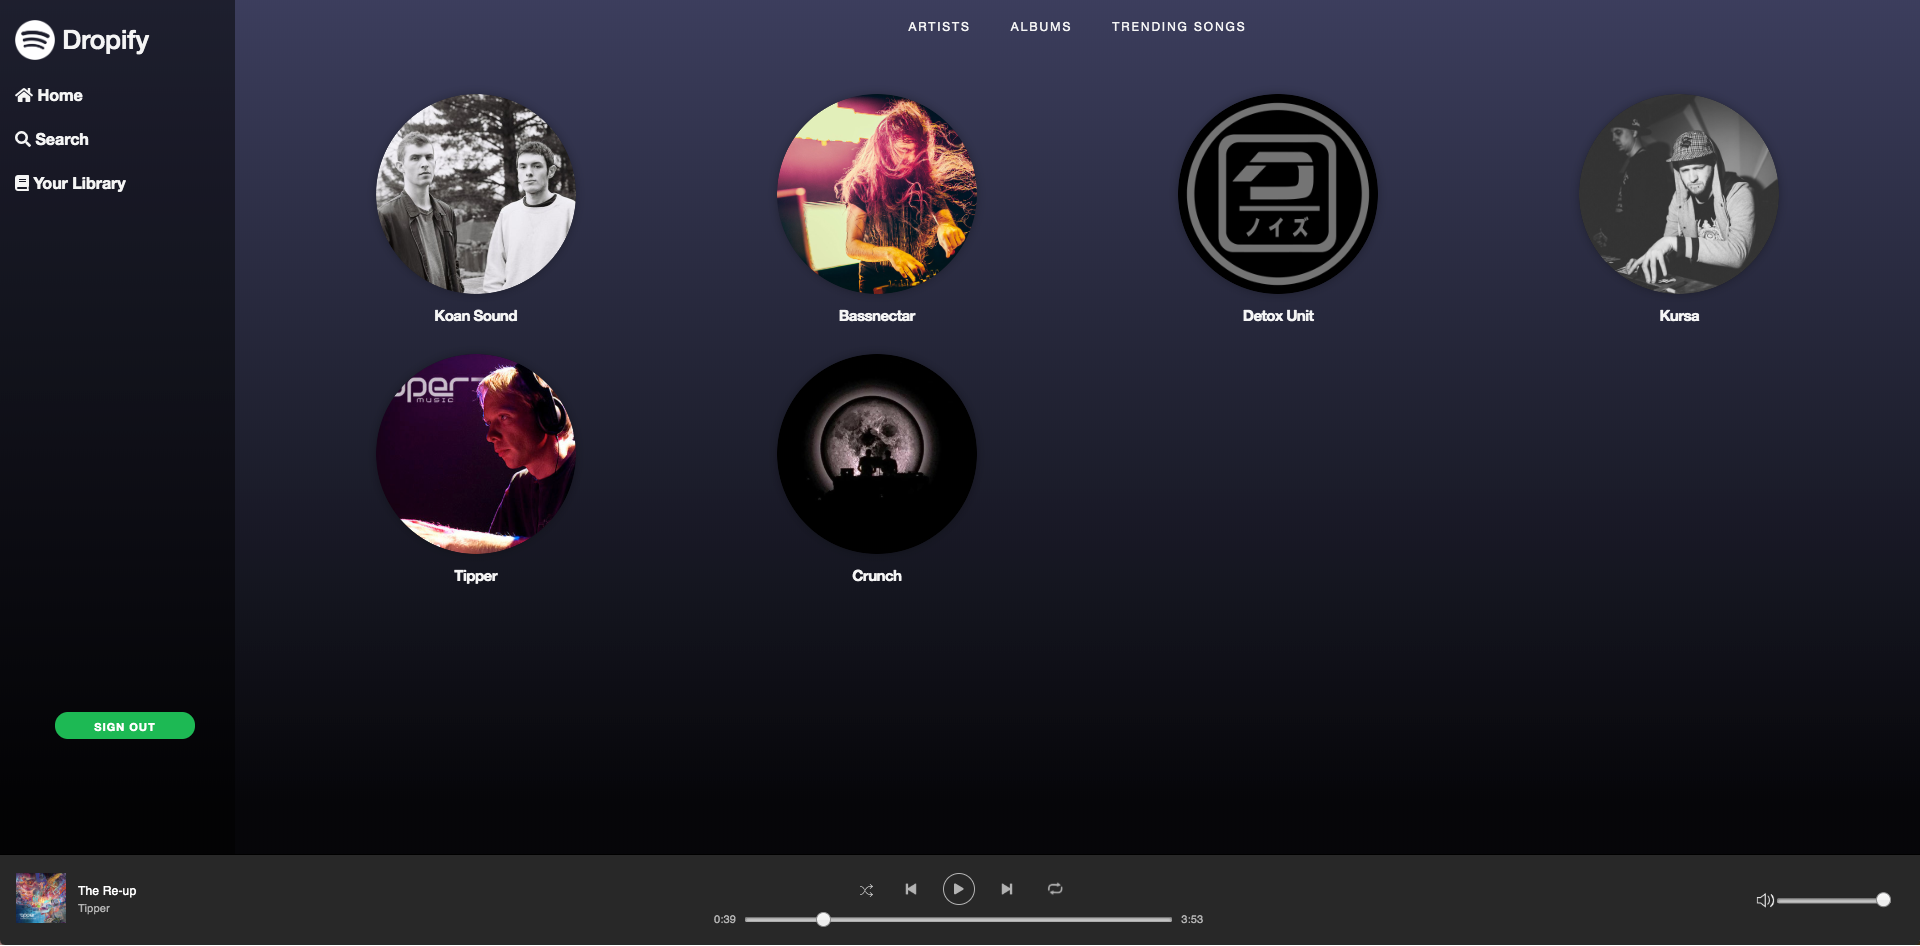 Dropify
Home
Search
Your Library
SIGN OUT
ARTISTS ALBUMS TRENDING SONGS
ノイズ
Koan Sound Bassnectar Detox Unit Kursa
MUSIC
Tipper Crunch
The Re-up
Tipper
0:39 3:53